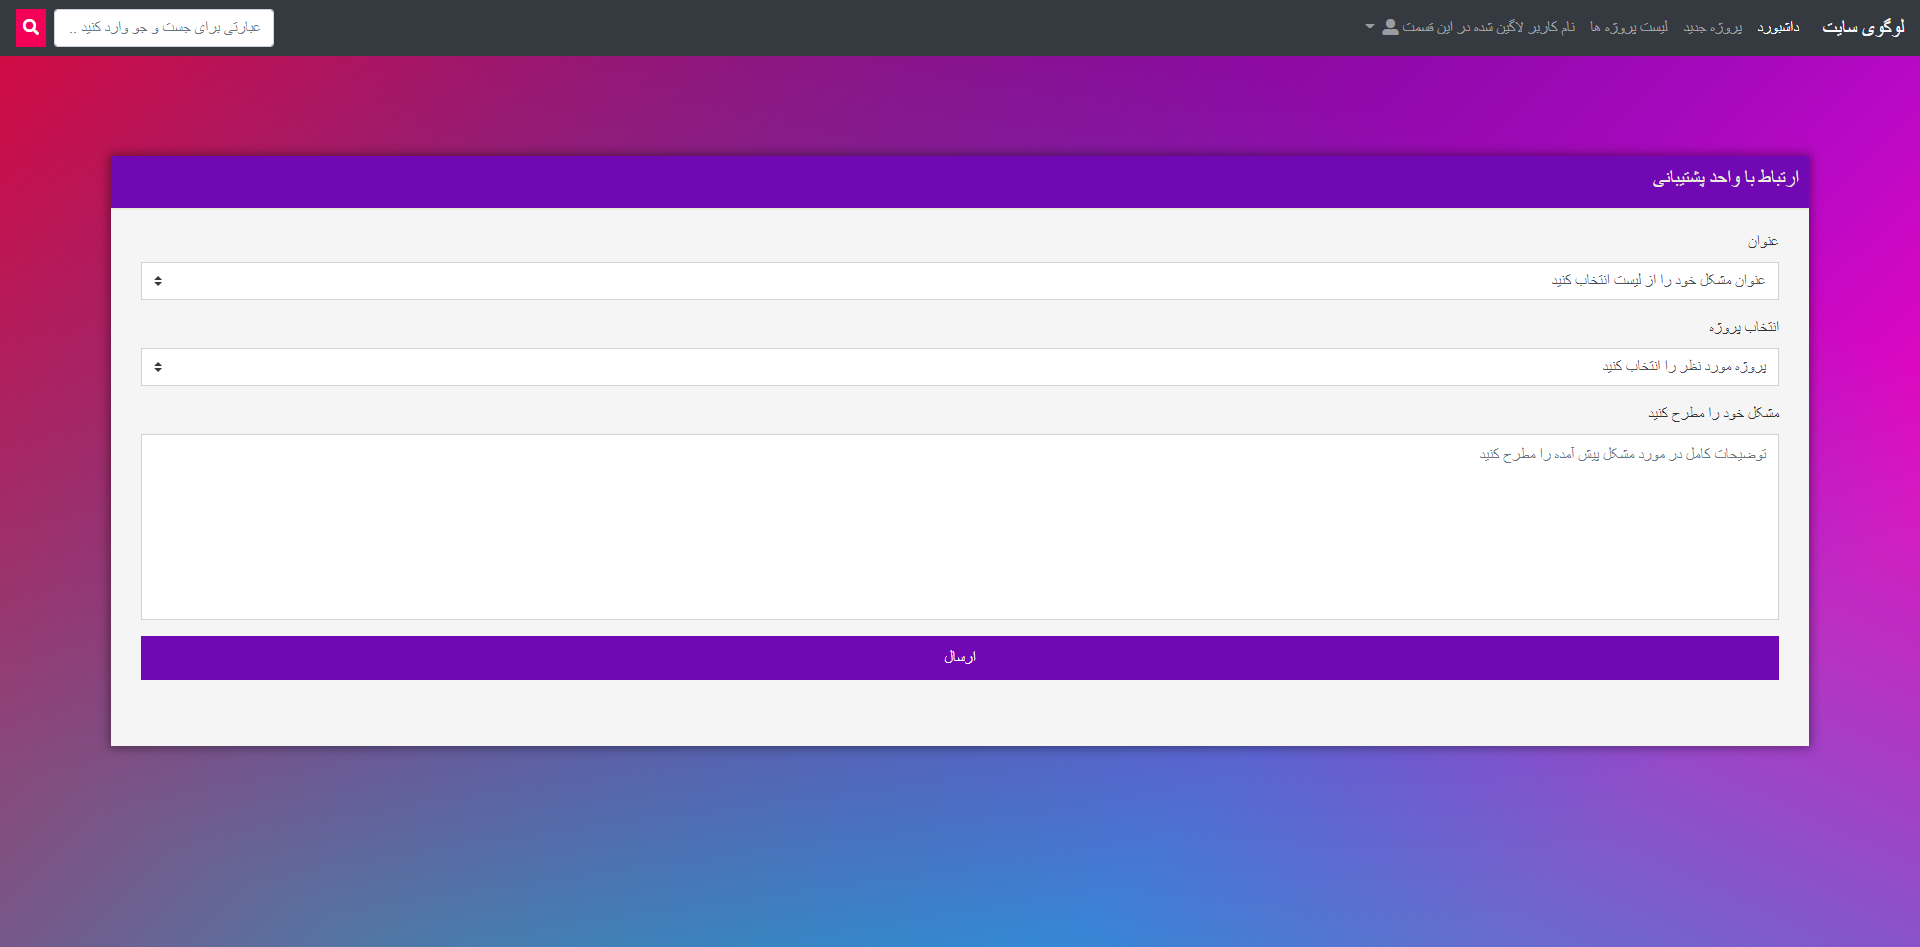 لوگوی سایت داشبورد پروژه جدید لیست پروژه ها نام کاربر لاگین شده در این قسمت عبارتی برای جست و جو وارد کنید ..
ارتباط با واحد پشتیبانی
عنوان
عنوان مشکل خود را از لیست انتخاب کنید
انتخاب پروژه
پروژه مورد نظر را انتخاب کنید
مشکل خود را مطرح کنید
توضیحات کامل در مورد مشکل پیش آمده را مطرح کنید
ارسال